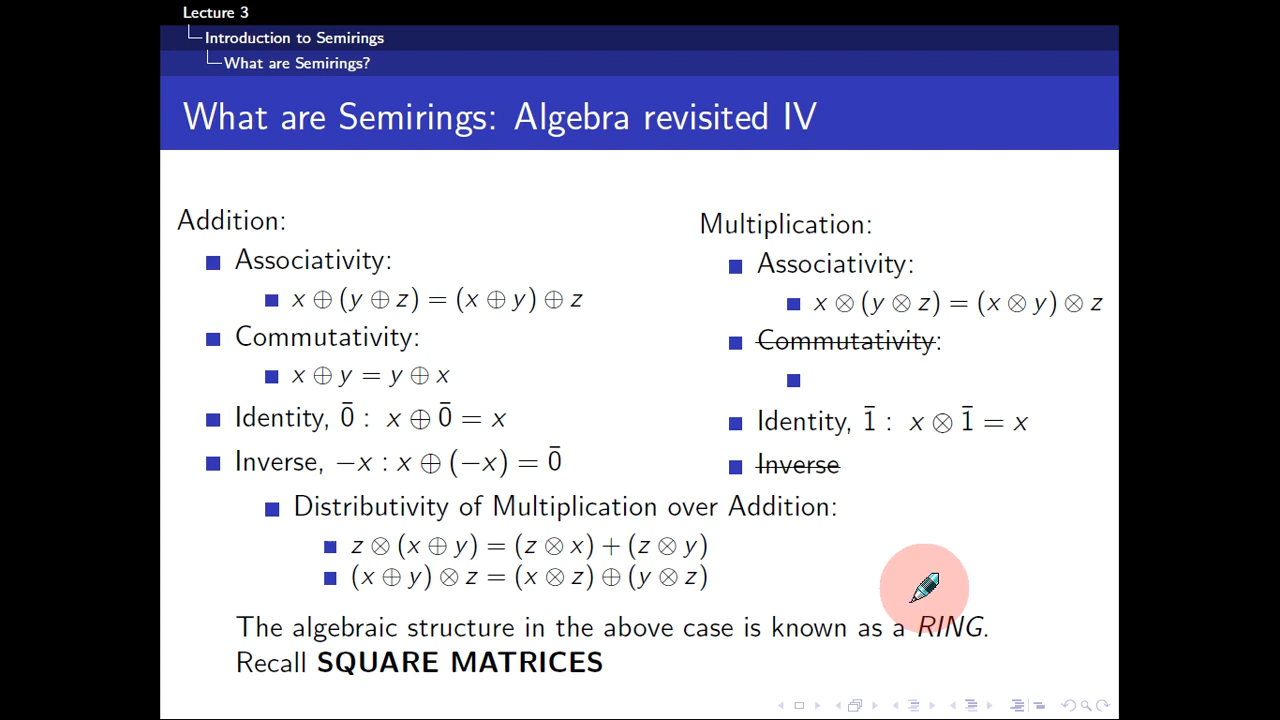 Lecture 3
Introduction to Semirings
What are Semirings?
What are Semirings: Algebra revisited IV
Addition:
Associativity:
x ⊕ (y ⊕ z) = (x ⊕ y) ⊕ z
Commutativity:
x ⊕ y = y ⊕ x
Identity, 0̄ : x ⊕ 0̄ = x
Inverse, −x : x ⊕ (−x) = 0̄
Multiplication:
Associativity:
x ⊗ (y ⊗ z) = (x ⊗ y) ⊗ z
Commutativity:
Identity, 1̄ : x ⊗ 1̄ = x
Inverse
Distributivity of Multiplication over Addition:
z ⊗ (x ⊕ y) = (z ⊗ x) + (z ⊗ y)
(x ⊕ y) ⊗ z = (x ⊗ z) ⊕ (y ⊗ z)
The algebraic structure in the above case is known as a RING.
Recall SQUARE MATRICES